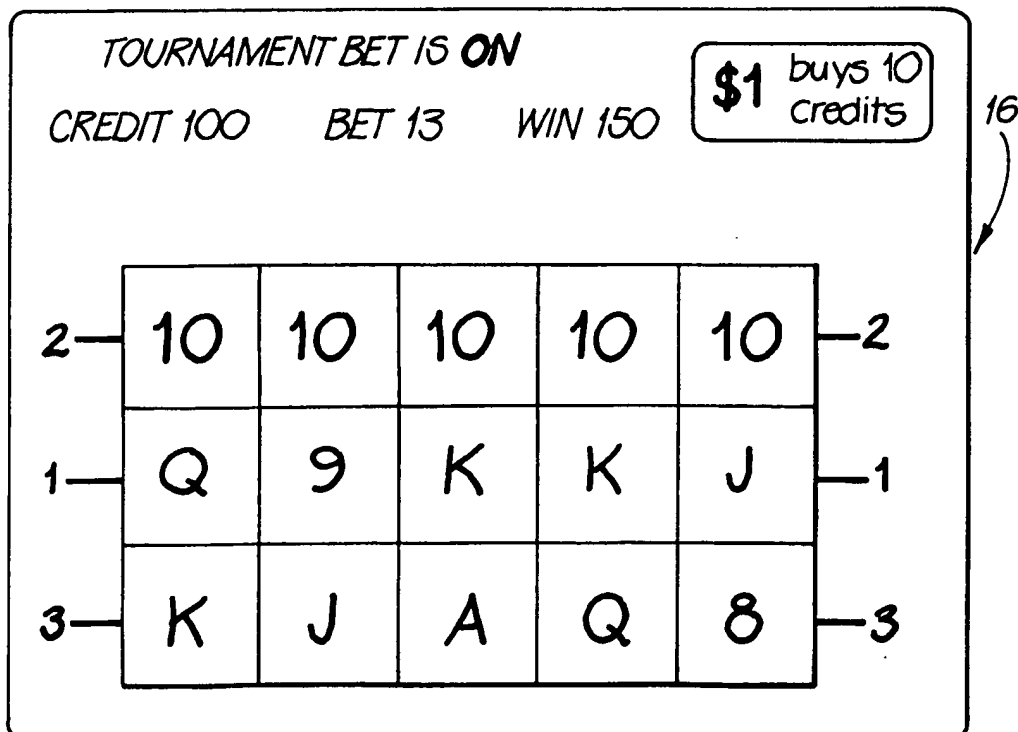 TOURNAMENT BET IS ON
$1 buys 10
credits
CREDIT 100 BET 13 WIN 150
16
2 10 10 10 10 10 2
1 Q 9 K K J 1
3 K J A Q 8 3